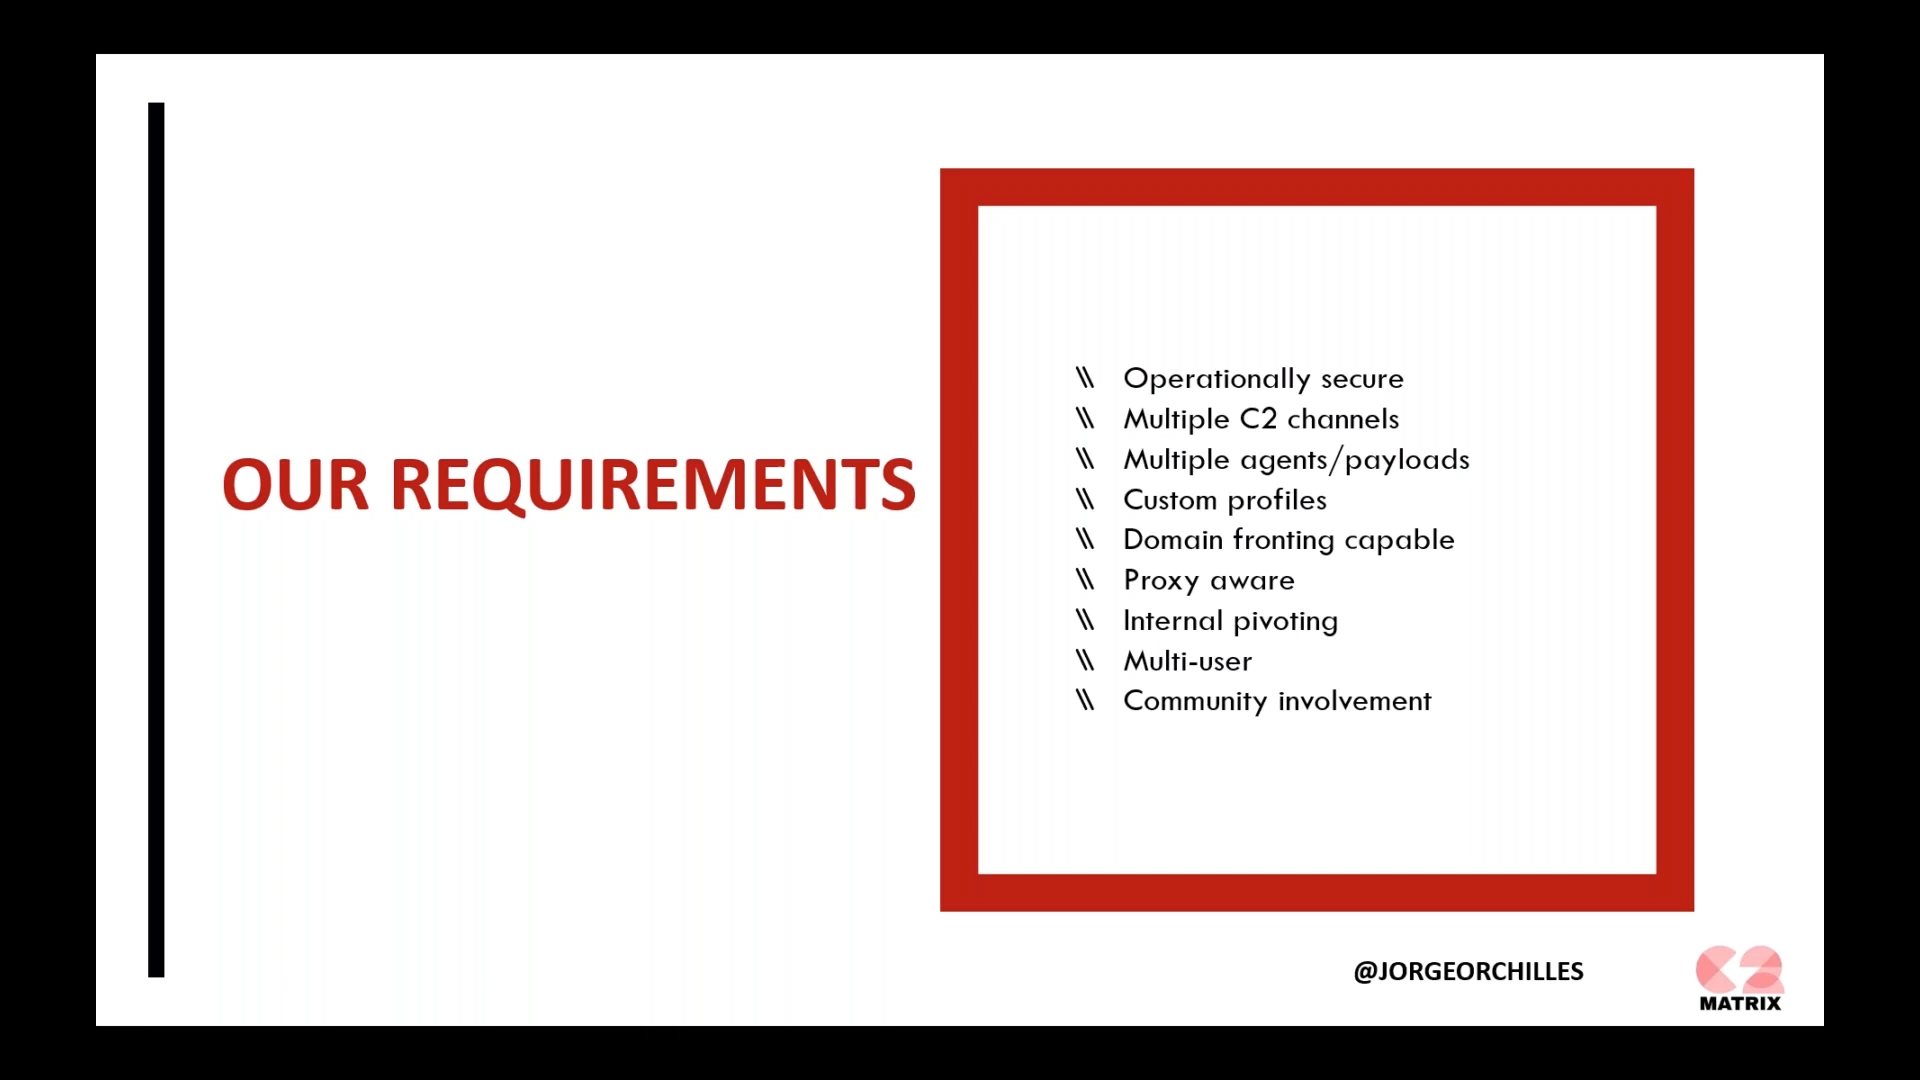 OUR REQUIREMENTS
\\ Operationally secure
\\ Multiple C2 channels
\\ Multiple agents/payloads
\\ Custom profiles
\\ Domain fronting capable
\\ Proxy aware
\\ Internal pivoting
\\ Multi-user
\\ Community involvement
@JORGEORCHILLES
C2
MATRIX